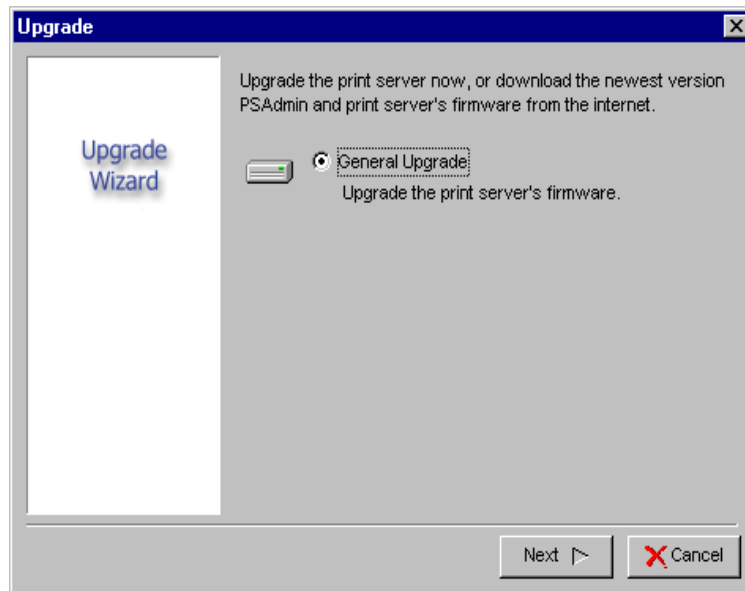 Upgrade
Upgrade
Wizard
Upgrade the print server now, or download the newest version
PSAdmin and print server's firmware from the internet.
General Upgrade
Upgrade the print server's firmware.
Next
Cancel